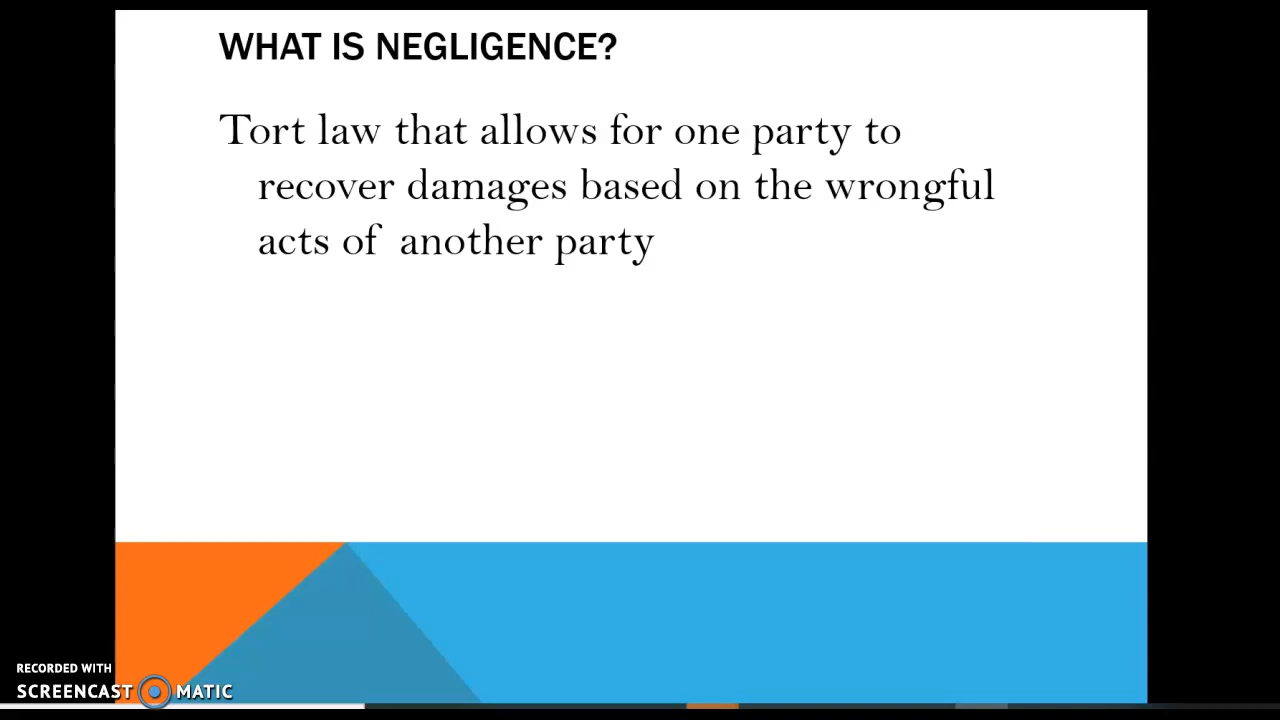 WHAT IS NEGLIGENCE?
Tort law that allows for one party to
recover damages based on the wrongful
acts of another party
RECORDED WITH
SCREENCAST MATIC